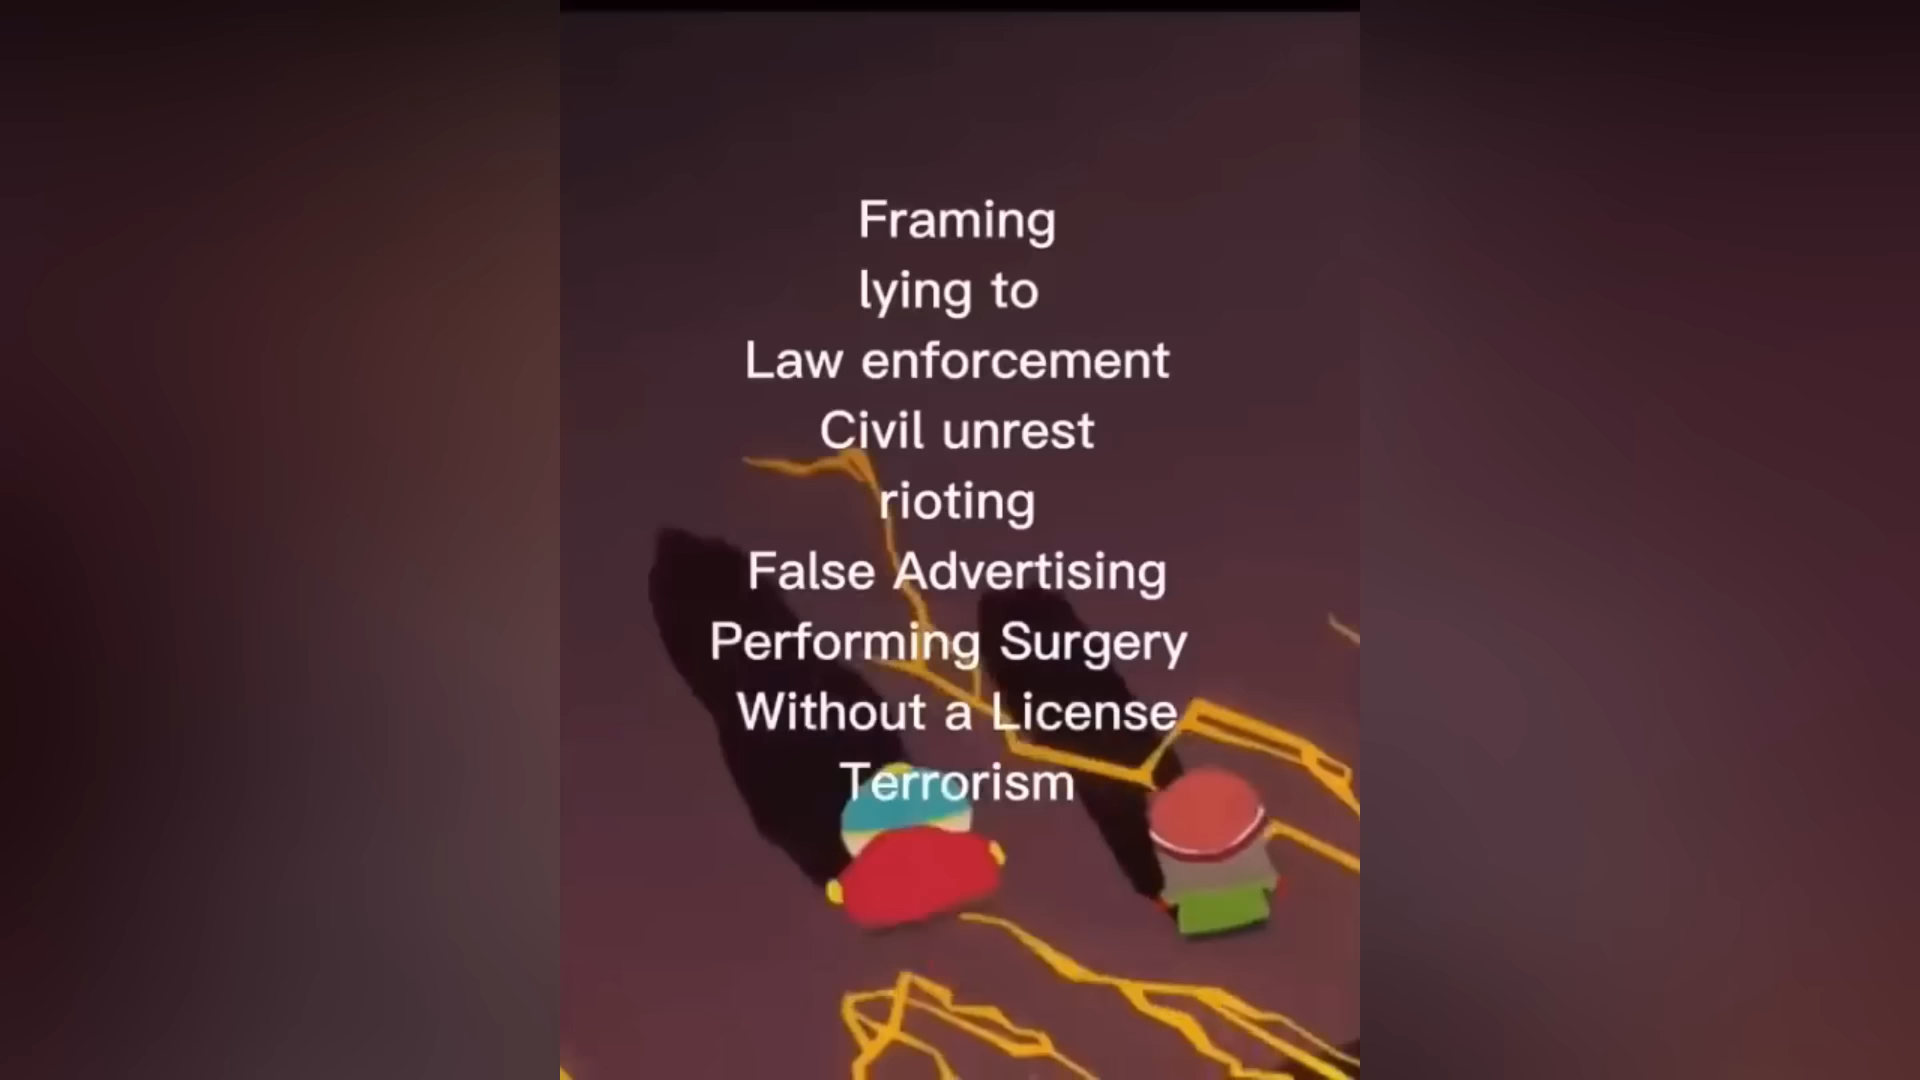 Framing
lying to
Law enforcement
Civil unrest
rioting
False Advertising
Performing Surgery
Without a License
Terrorism